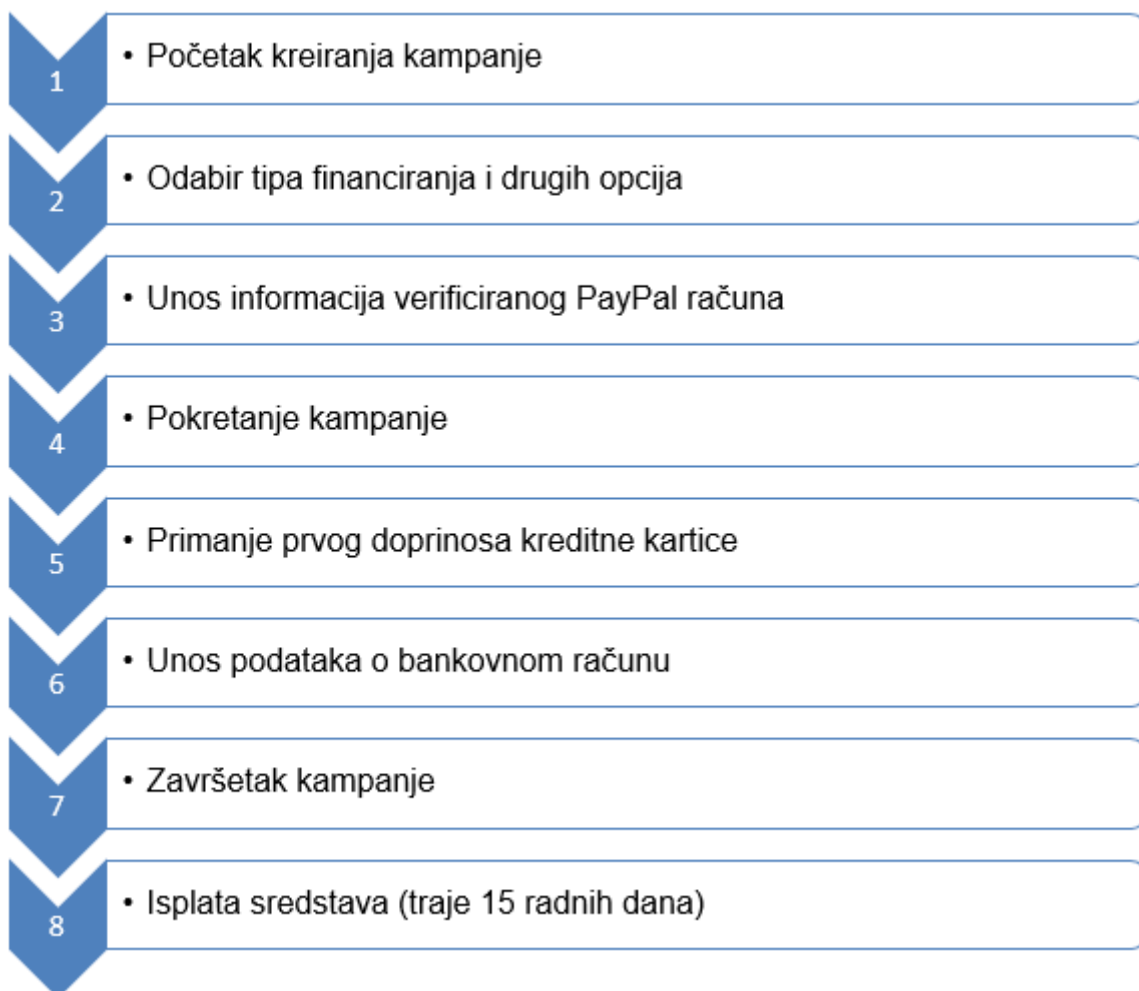 1
• Početak kreiranja kampanje
2
• Odabir tipa financiranja i drugih opcija
3
• Unos informacija verificiranog PayPal računa
4
• Pokretanje kampanje
5
• Primanje prvog doprinosa kreditne kartice
6
• Unos podataka o bankovnom računu
7
• Završetak kampanje
8
• Isplata sredstava (traje 15 radnih dana)